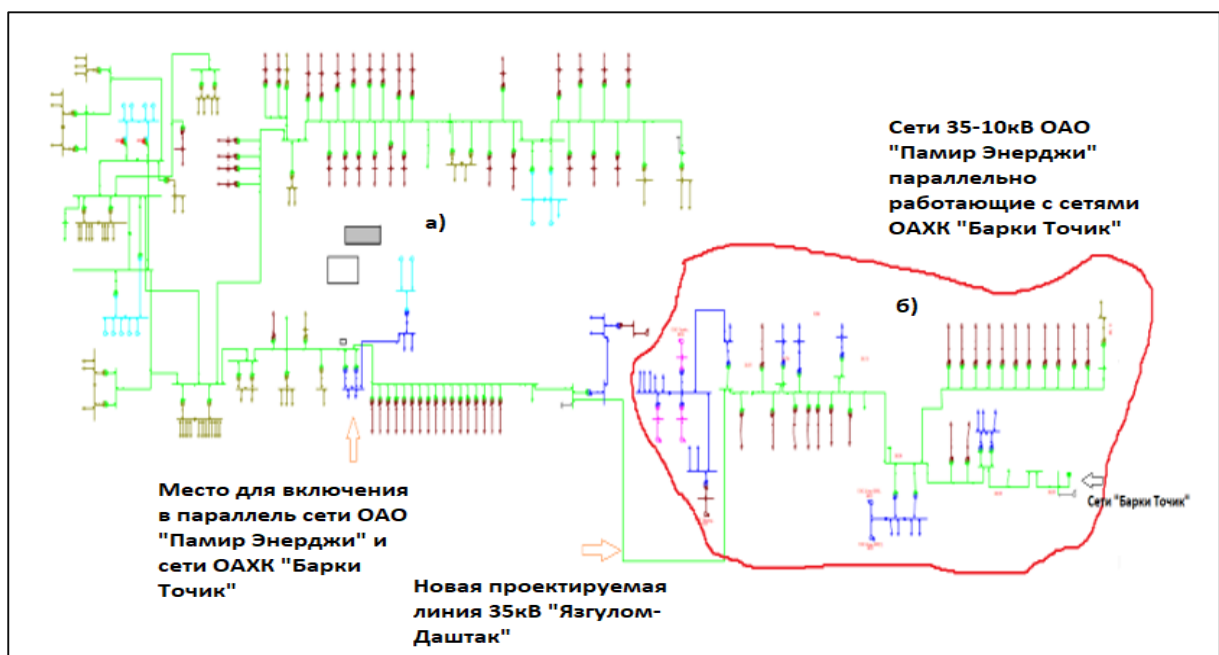 Сети 35-10кВ ОАО
"Памир Энерджи"
параллельно
работающие с сетями
ОАХК "Барки Точик"
а)
б)
Сети "Барки Точик"
Место для включения
в параллель сети ОАО
"Памир Энерджи" и
сети ОАХК "Барки
Точик"
Новая проектируемая
линия 35кВ "Язгулом-
Даштак"